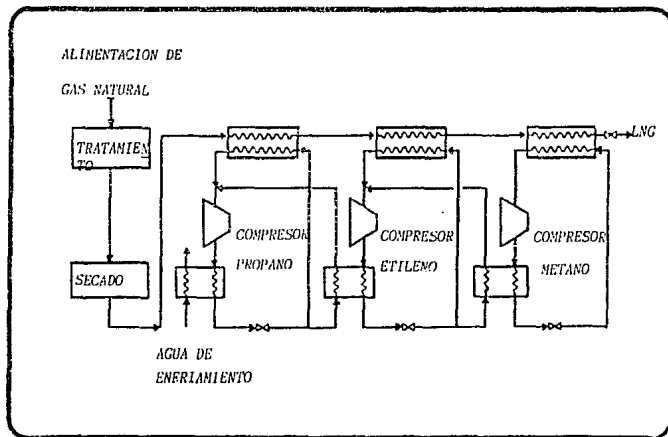 ALIMENTACION DE
GAS NATURAL
TRATAMIEN
TO
SECADO
COMPRESOR
PROPANO
COMPRESOR
ETILENO
COMPRESOR
METANO
LNG
AGUA DE
ENFRIAMIENTO